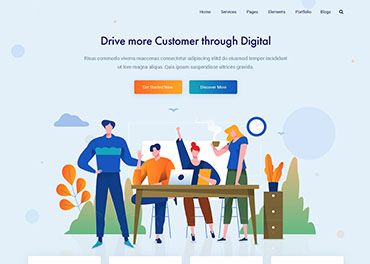 Home Services Pages Elements Portfolio Blogs
Drive more Customer through Digital
Risus commodo viverra maecenas consectetur adipiscing elitd do eiusmod tempor incididunt
ut lore magna aliqua. Quis ipsum suspendisse ultrices gravida.
Get Started Now Discover More